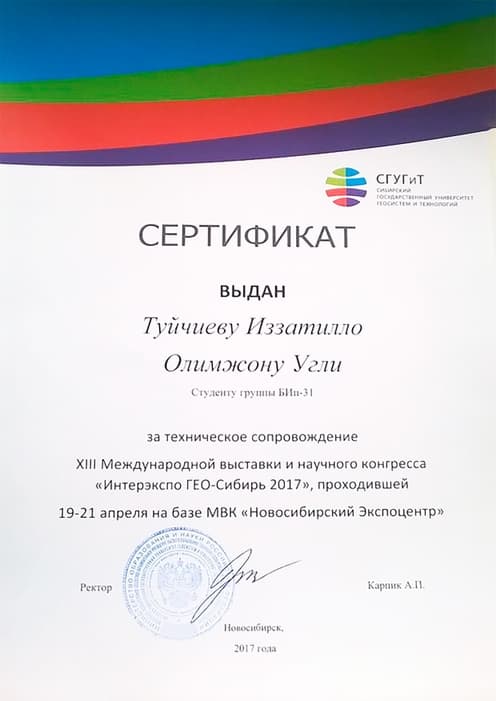 СГУГиТ
СИБИРСКИЙ
ГОСУДАРСТВЕННЫЙ УНИВЕРСИТЕТ
ГЕОСИСТЕМ И ТЕХНОЛОГИЙ
СЕРТИФИКАТ
ВЫДАН
Туйчиеву Иззатилло
Олимжону Угли
Студенту группы БИп-31
за техническое сопровождение
XIII Международной выставки и научного конгресса
«Интерэкспо ГЕО-Сибирь 2017», проходившей
19-21 апреля на базе МВК «Новосибирский Экспоцентр»
Ректор
Карпик А.П.
Новосибирск,
2017 года